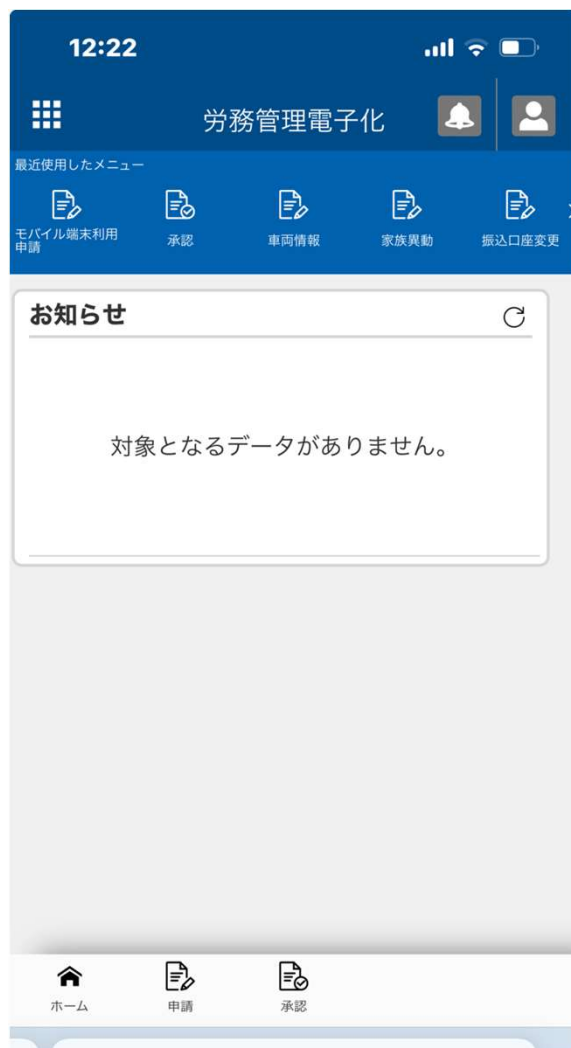 12:22
労務管理電子化
最近使用したメニュー
モバイル端末利用
申請
承認
車両情報
家族異動
振込口座変更
お知らせ
対象となるデータがありません。
ホーム
申請
承認